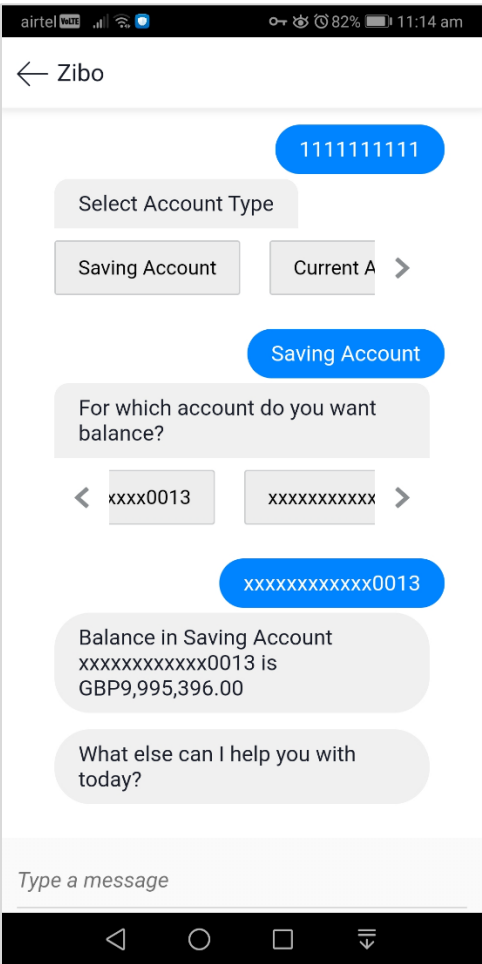 airtel VoLTE 82% 11:14 am
Zibo
1111111111
Select Account Type
Saving Account Current A
Saving Account
For which account do you want
balance?
xxxx0013 xxxxxxxxxxx
xxxxxxxxxxxx0013
Balance in Saving Account
xxxxxxxxxxxx0013 is
GBP9,995,396.00
What else can I help you with
today?
Type a message